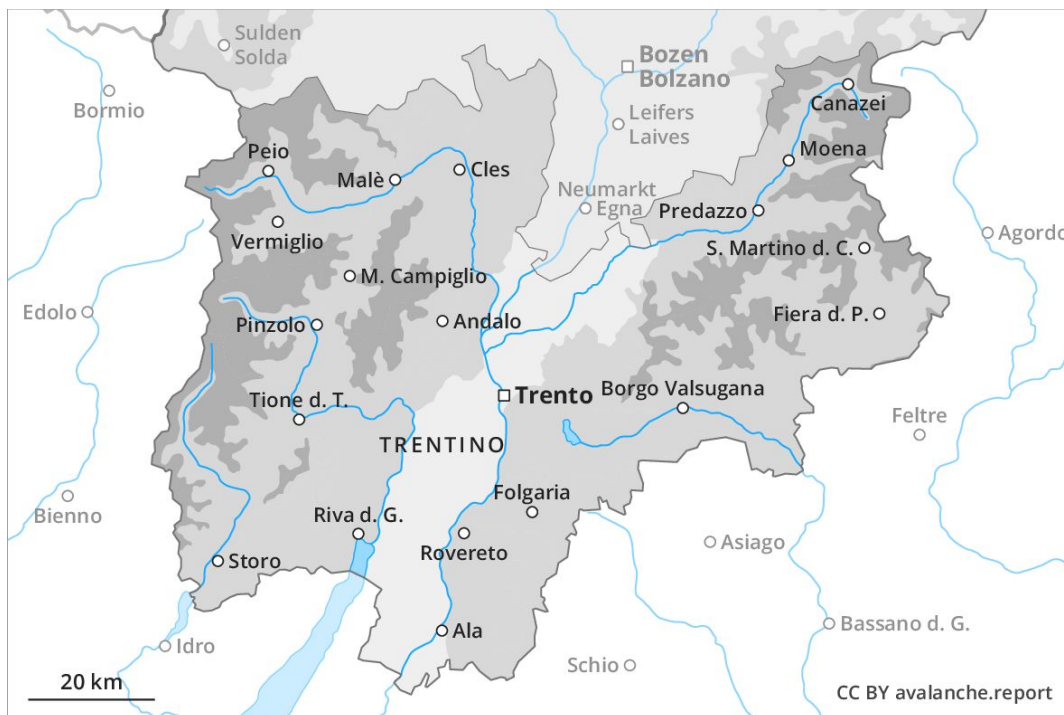 Sulden
Solda
Bozen
Bolzano
Bormio
Canazei
Leifers
Laives
Peio
Moena
Malè
Cles
Neumarkt
Egna
Predazzo
Vermiglio
Agordo
S. Martino d. C.
M. Campiglio
Edolo
Pinzolo
Andalo
Fiera d. P.
Tione d. T.
Trento
Borgo Valsugana
Feltre
TRENTINO
Bienno
Folgaria
Riva d. G.
Rovereto
Asiago
Storo
Idro
Ala
Bassano d. G.
Schio
20 km
CC BY avalanche.report